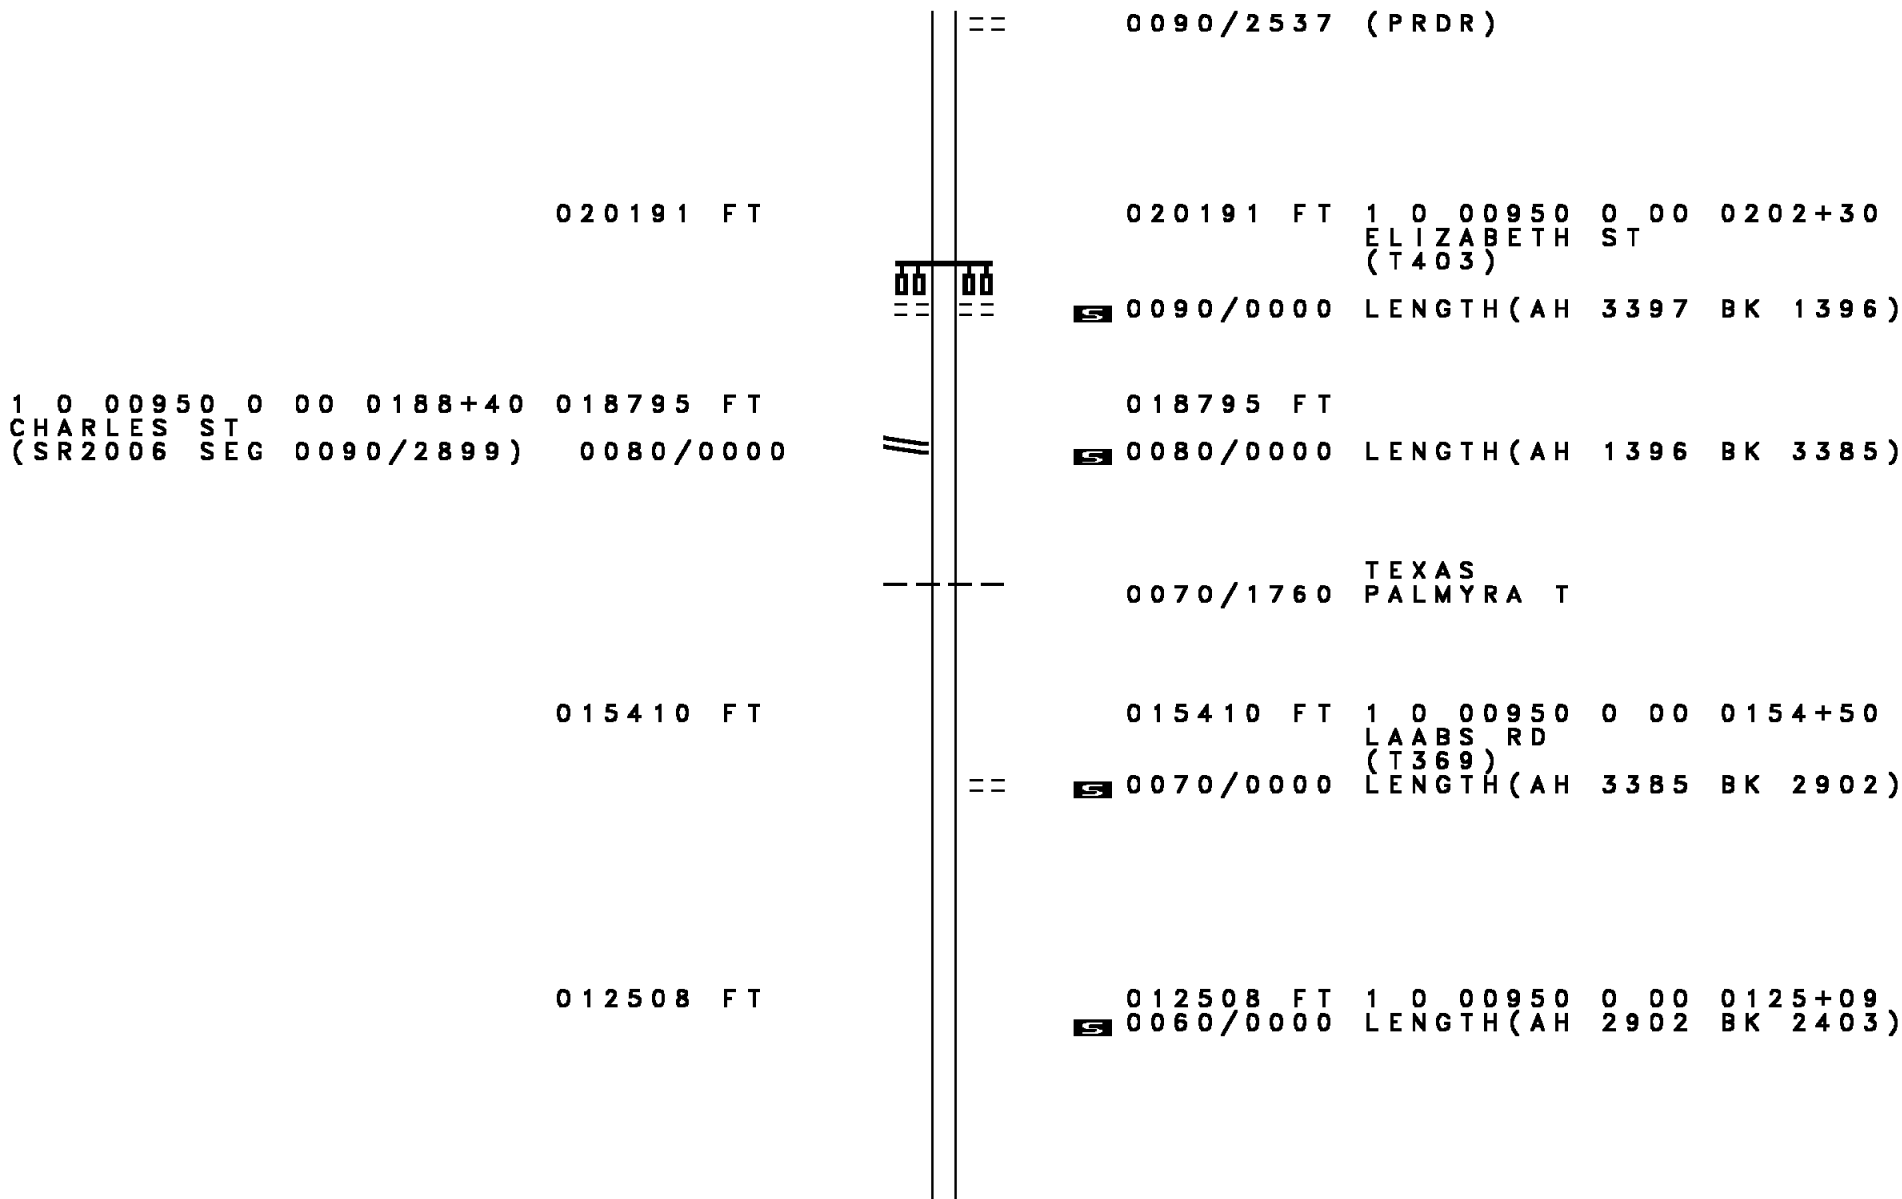 0090/2537 (PRDR)
020191 FT 020191 FT 1 0 00950 0 00 0202+30
ELIZABETH ST
(T403)
S 0090/0000 LENGTH(AH 3397 BK 1396)
1 0 00950 0 00 0188+40 018795 FT 018795 FT
CHARLES ST
(SR2006 SEG 0090/2899) 0080/0000 S 0080/0000 LENGTH(AH 1396 BK 3385)
TEXAS
0070/1760 PALMYRA T
015410 FT 015410 FT 1 0 00950 0 00 0154+50
LAABS RD
(T369)
S 0070/0000 LENGTH(AH 3385 BK 2902)
012508 FT 012508 FT 1 0 00950 0 00 0125+09
S 0060/0000 LENGTH(AH 2902 BK 2403)